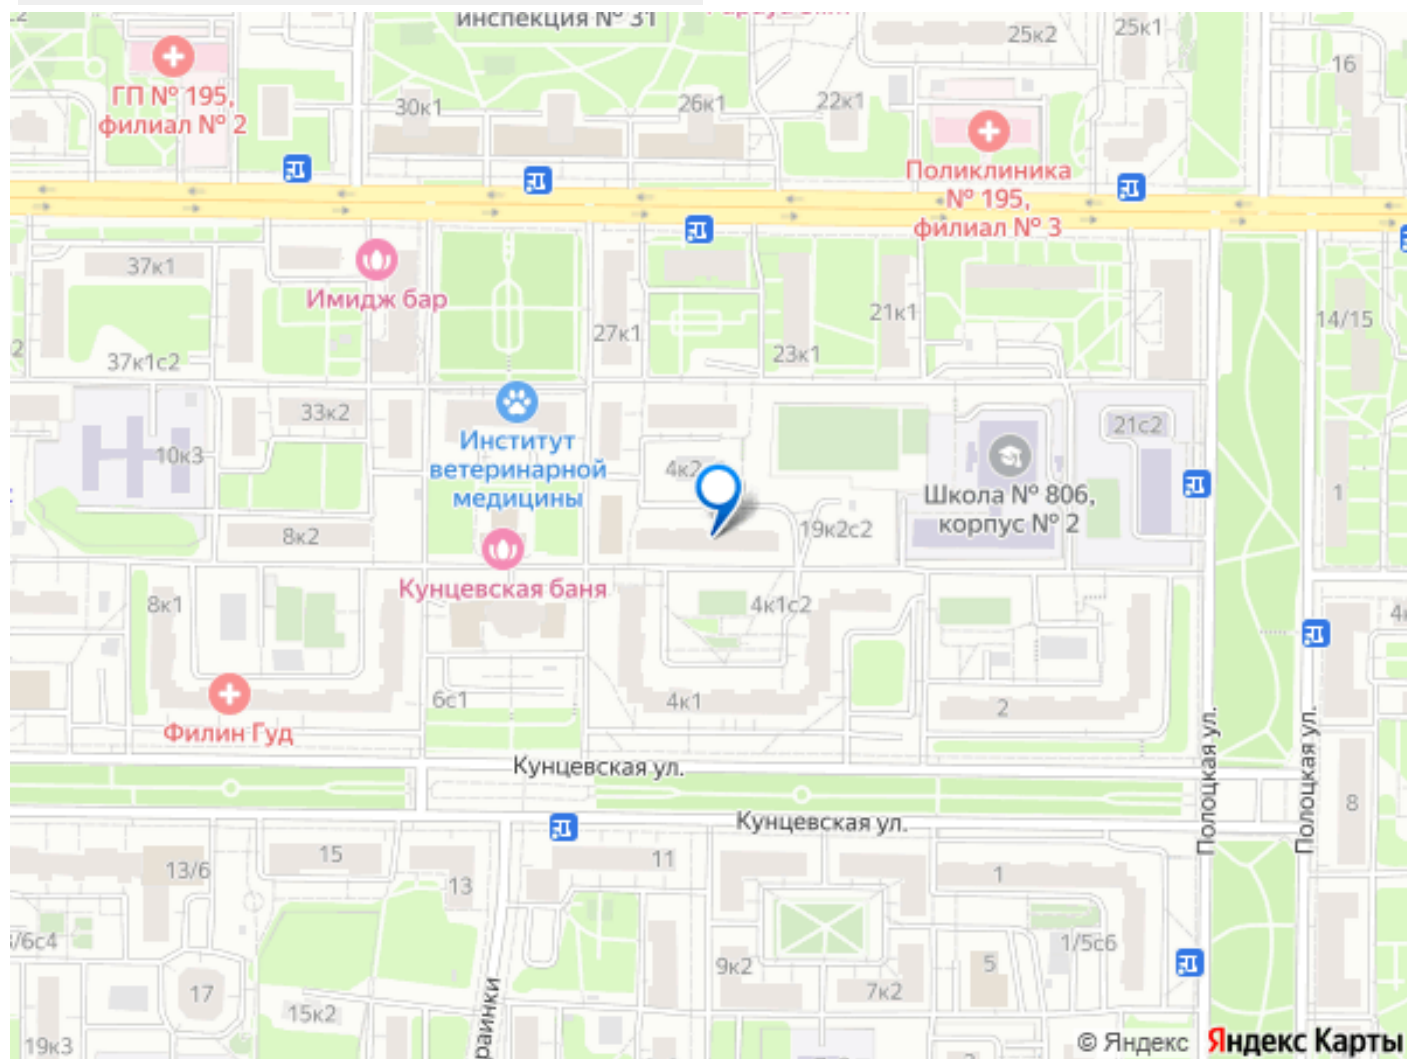 инспекция № 31
25к2
25к1
16
ГП № 195,
филиал № 2
30к1
26к1
22к1
Поликлиника
№ 195,
филиал № 3
37к1
Имидж бар
27к1
21к1
14/15
37к1с2
23к1
33к2
Институт
ветеринарной
медицины
10к3
4к2
21с2
Школа № 806,
корпус № 2
1
8к2
19к2с2
Кунцевская баня
8к1
4к1с2
6с1
4к1
2
Филин Гуд
Кунцевская ул.
Полоцкая ул.
Полоцкая ул.
Кунцевская ул.
8
13/6
15
13
11
1
9к2
5
1/5с6
17
15к2
7к2
19к3
© Яндекс Яндекс Карты